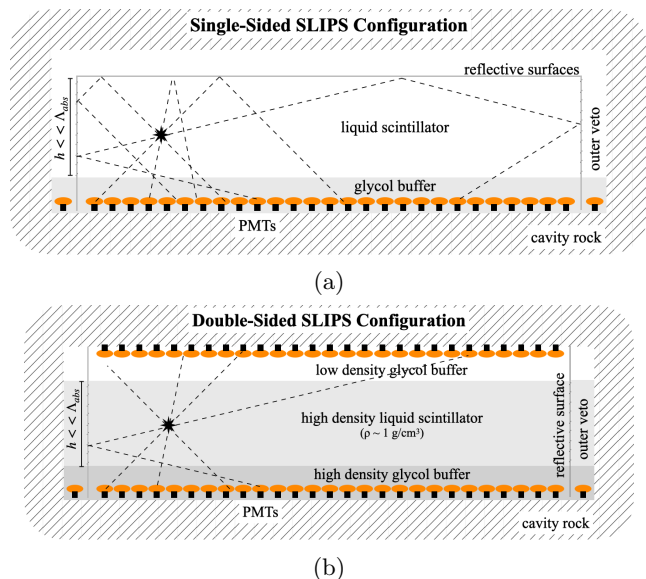 Single-Sided SLIPS Configuration
reflective surfaces
h << Λabs
liquid scintillator
outer veto
glycol buffer
PMTs
cavity rock
(a)
Double-Sided SLIPS Configuration
low density glycol buffer
h << Λabs
high density liquid scintillator
(ρ ~ 1 g/cm³)
reflective surface
outer veto
high density glycol buffer
PMTs
cavity rock
(b)